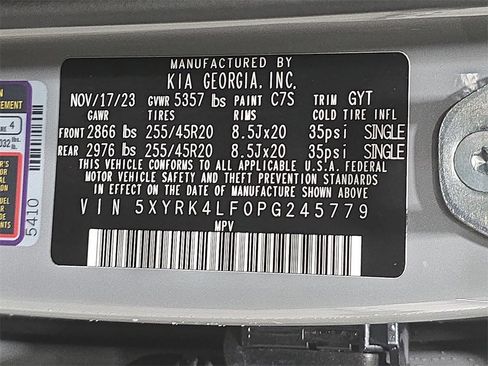 MANUFACTURED BY
KIA GEORGIA, INC.
NOV/17/23 GVWR 5357 lbs PAINT C7S TRIM GYT
GAWR TIRES RIMS COLD TIRE INFL
FRONT 2866 lbs 255/45R20 8.5Jx20 35psi SINGLE
REAR 2976 lbs 255/45R20 8.5Jx20 35psi SINGLE
THIS VEHICLE CONFORMS TO ALL APPLICABLE U.S.A. FEDERAL
MOTOR VEHICLE SAFETY STANDARDS
IN EFFECT ON THE DATE OF MANUFACTURE SHOWN ABOVE.
VIN 5XYRK4LF0PG245779
MPV
5410
4